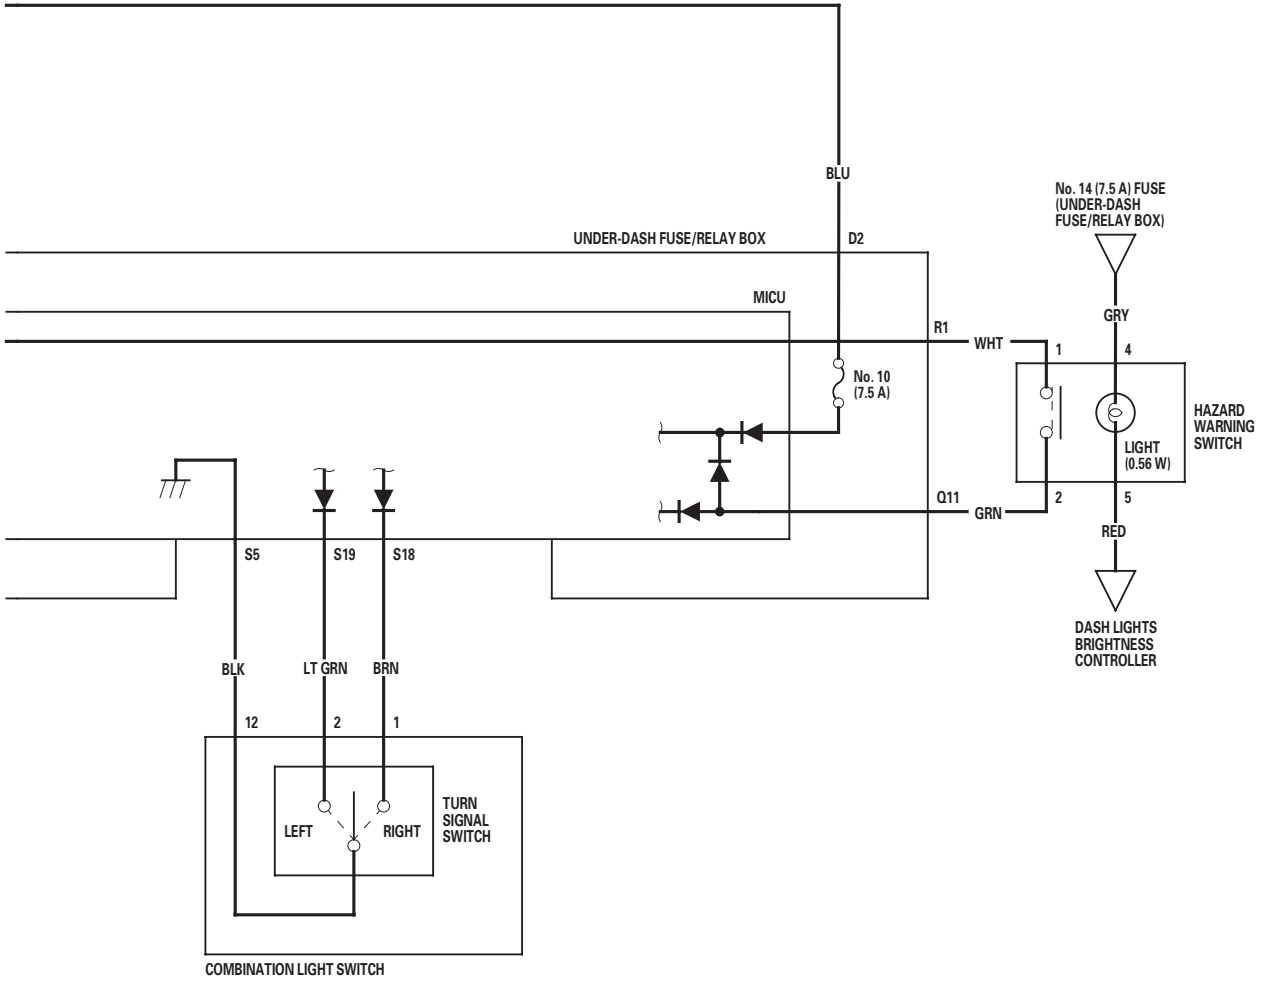 BLU
No. 14 (7.5 A) FUSE
(UNDER-DASH
FUSE/RELAY BOX)
UNDER-DASH FUSE/RELAY BOX
D2
MICU
GRY
R1
WHT
1
4
No. 10
(7.5 A)
HAZARD
WARNING
SWITCH
LIGHT
(0.56 W)
Q11
GRN
2
5
RED
S5
S19
S18
DASH LIGHTS
BRIGHTNESS
CONTROLLER
BLK
LT GRN
BRN
12
2
1
TURN
SIGNAL
SWITCH
LEFT
RIGHT
COMBINATION LIGHT SWITCH